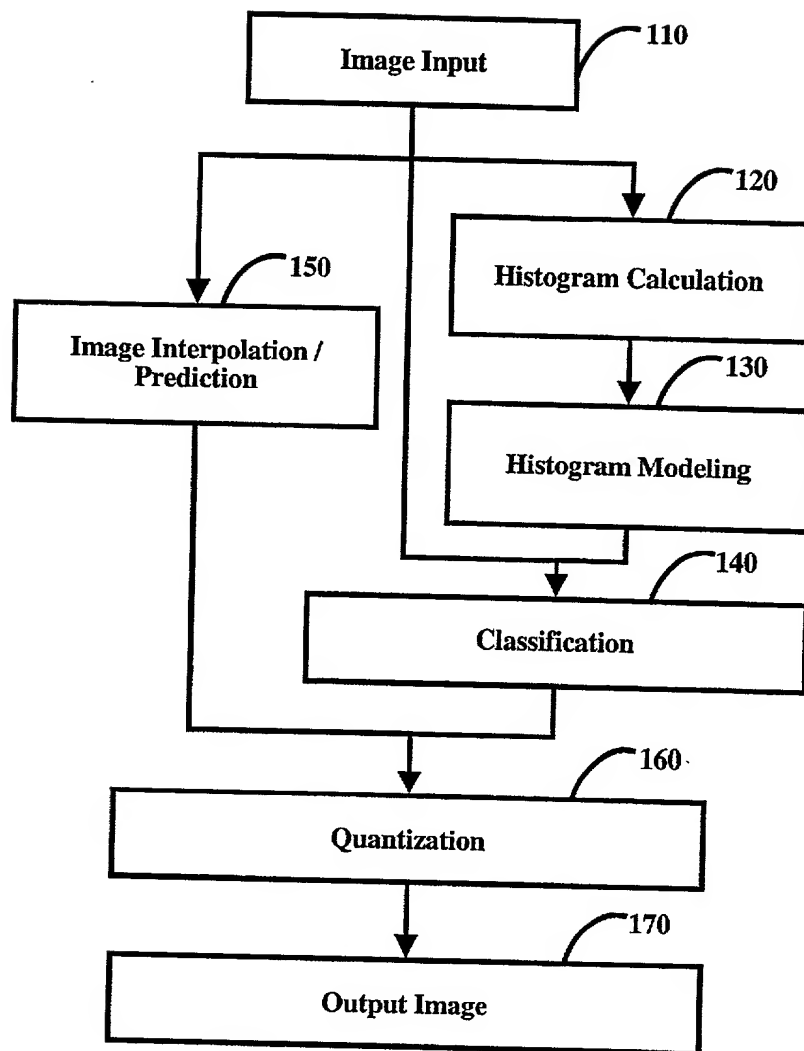 110
Image Input
120
Histogram Calculation
150
Image Interpolation /
Prediction
130
Histogram Modeling
140
Classification
160
Quantization
170
Output Image